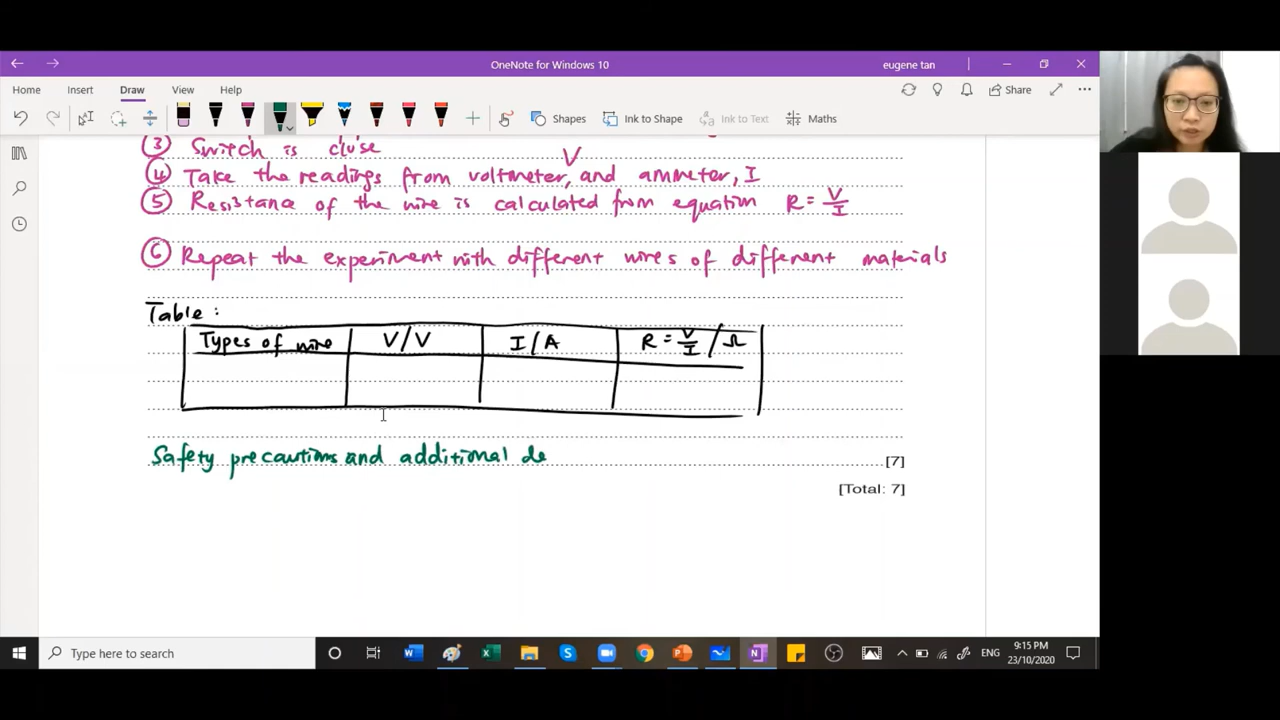 OneNote for Windows 10
eugene tan
Home Insert Draw View Help
Share
Shapes Ink to Shape Ink to Text Maths
③ Switch is close
④ Take the readings from voltmeter, V and ammeter, I
⑤ Resistance of the wire is calculated from equation R = V/I
⑥ Repeat the experiment with different wires of different materials
Table :
Types of wire V/V I/A R = V/I / Ω
Safety precautions and additional de
[7]
[Total: 7]
Type here to search
ENG
9:15 PM
23/10/2020